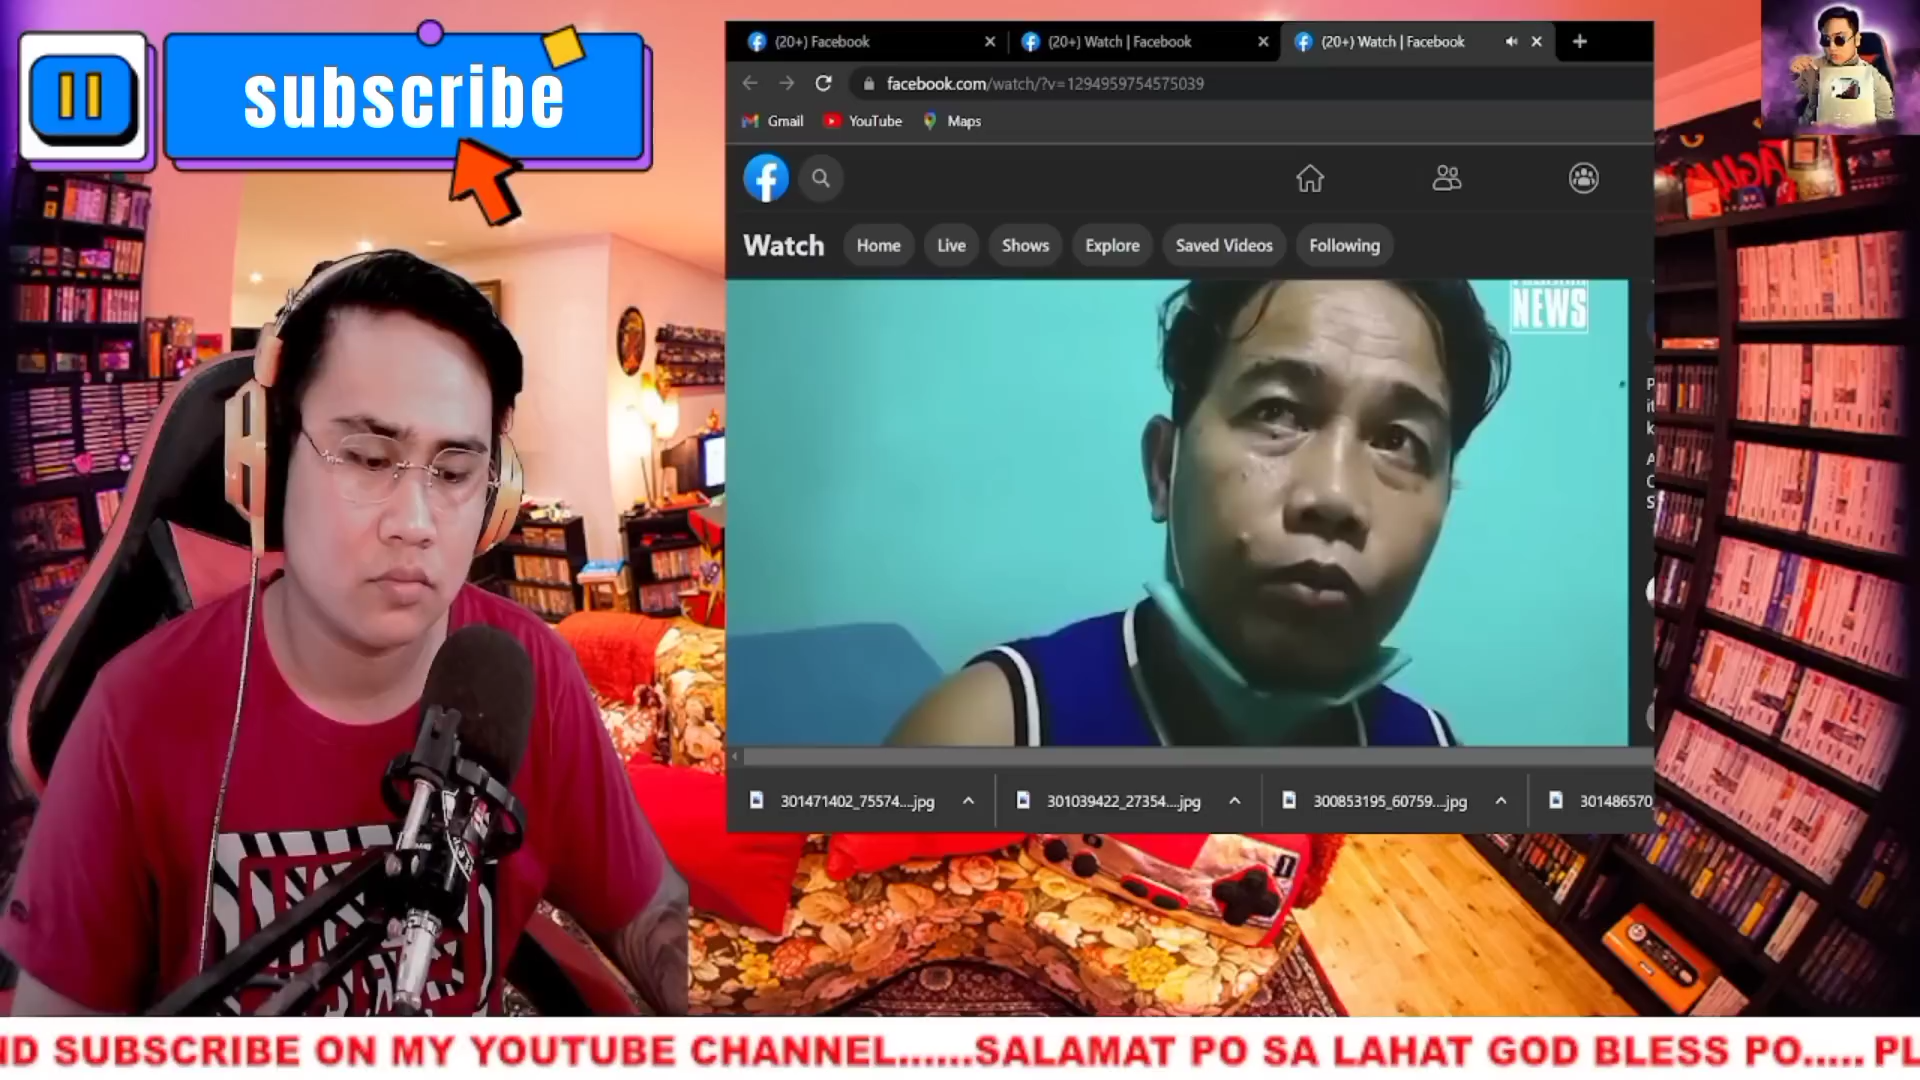 subscribe
(20+) Facebook
(20+) Watch | Facebook
(20+) Watch | Facebook
facebook.com/watch/?v=1294959754575039
Gmail
YouTube
Maps
Watch
Home
Live
Shows
Explore
Saved Videos
Following
NEWS
301471402_75574....jpg
301039422_27354....jpg
300853195_60759...jpg
301486570
ND SUBSCRIBE ON MY YOUTUBE CHANNEL......SALAMAT PO SA LAHAT GOD BLESS PO..... PL